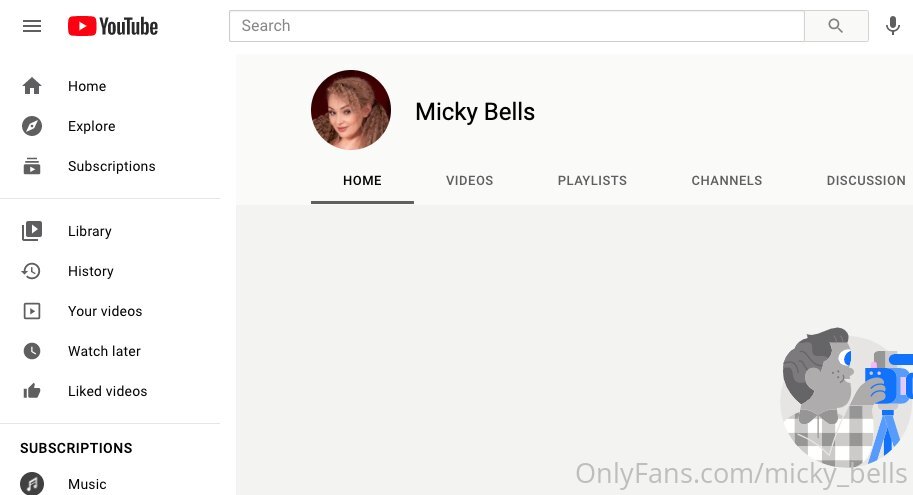 YouTube
Search
Home
Explore
Subscriptions
Library
History
Your videos
Watch later
Liked videos
SUBSCRIPTIONS
Music
Micky Bells
HOME VIDEOS PLAYLISTS CHANNELS DISCUSSION
OnlyFans.com/micky_bells